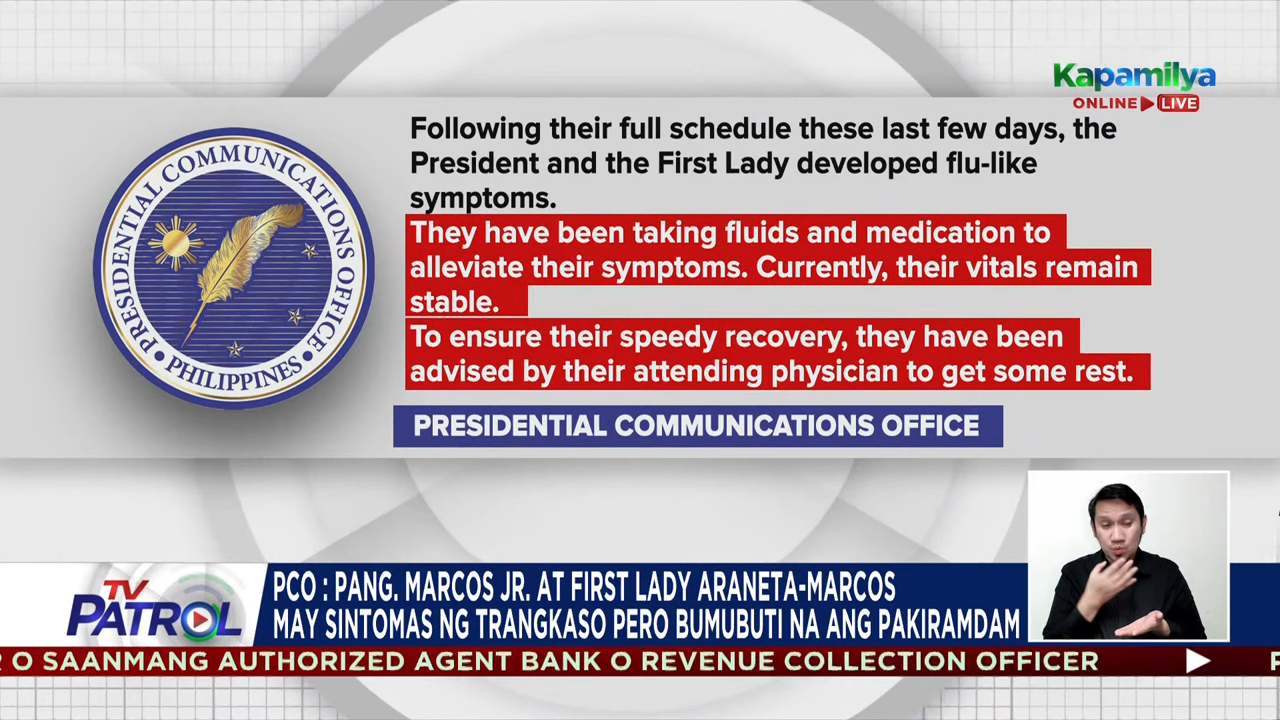 Kapamilya
ONLINE LIVE
Following their full schedule these last few days, the
President and the First Lady developed flu-like
symptoms.
They have been taking fluids and medication to
alleviate their symptoms. Currently, their vitals remain
stable.
To ensure their speedy recovery, they have been
advised by their attending physician to get some rest.
PRESIDENTIAL COMMUNICATIONS OFFICE
PRESIDENTIAL COMMUNICATIONS OFFICE
PHILIPPINES
TV
PATROL
PCO : PANG. MARCOS JR. AT FIRST LADY ARANETA-MARCOS
MAY SINTOMAS NG TRANGKASO PERO BUMUBUTI NA ANG PAKIRAMDAM
O SAANMANG AUTHORIZED AGENT BANK O REVENUE COLLECTION OFFICER